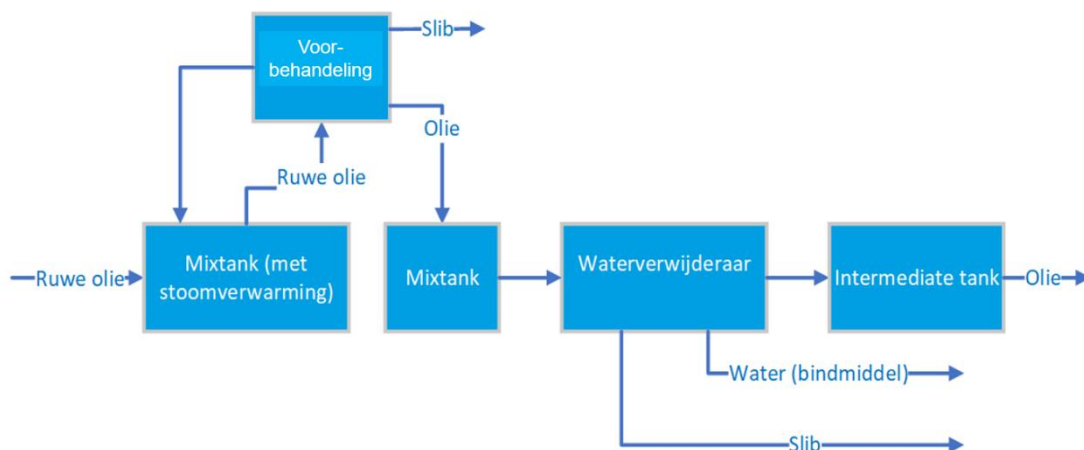 Slib
Voor-
behandeling
Olie
Ruwe olie
Ruwe olie
Mixtank (met
stoomverwarming)
Mixtank
Waterverwijderaar
Intermediate tank
Olie
Water (bindmiddel)
Slib